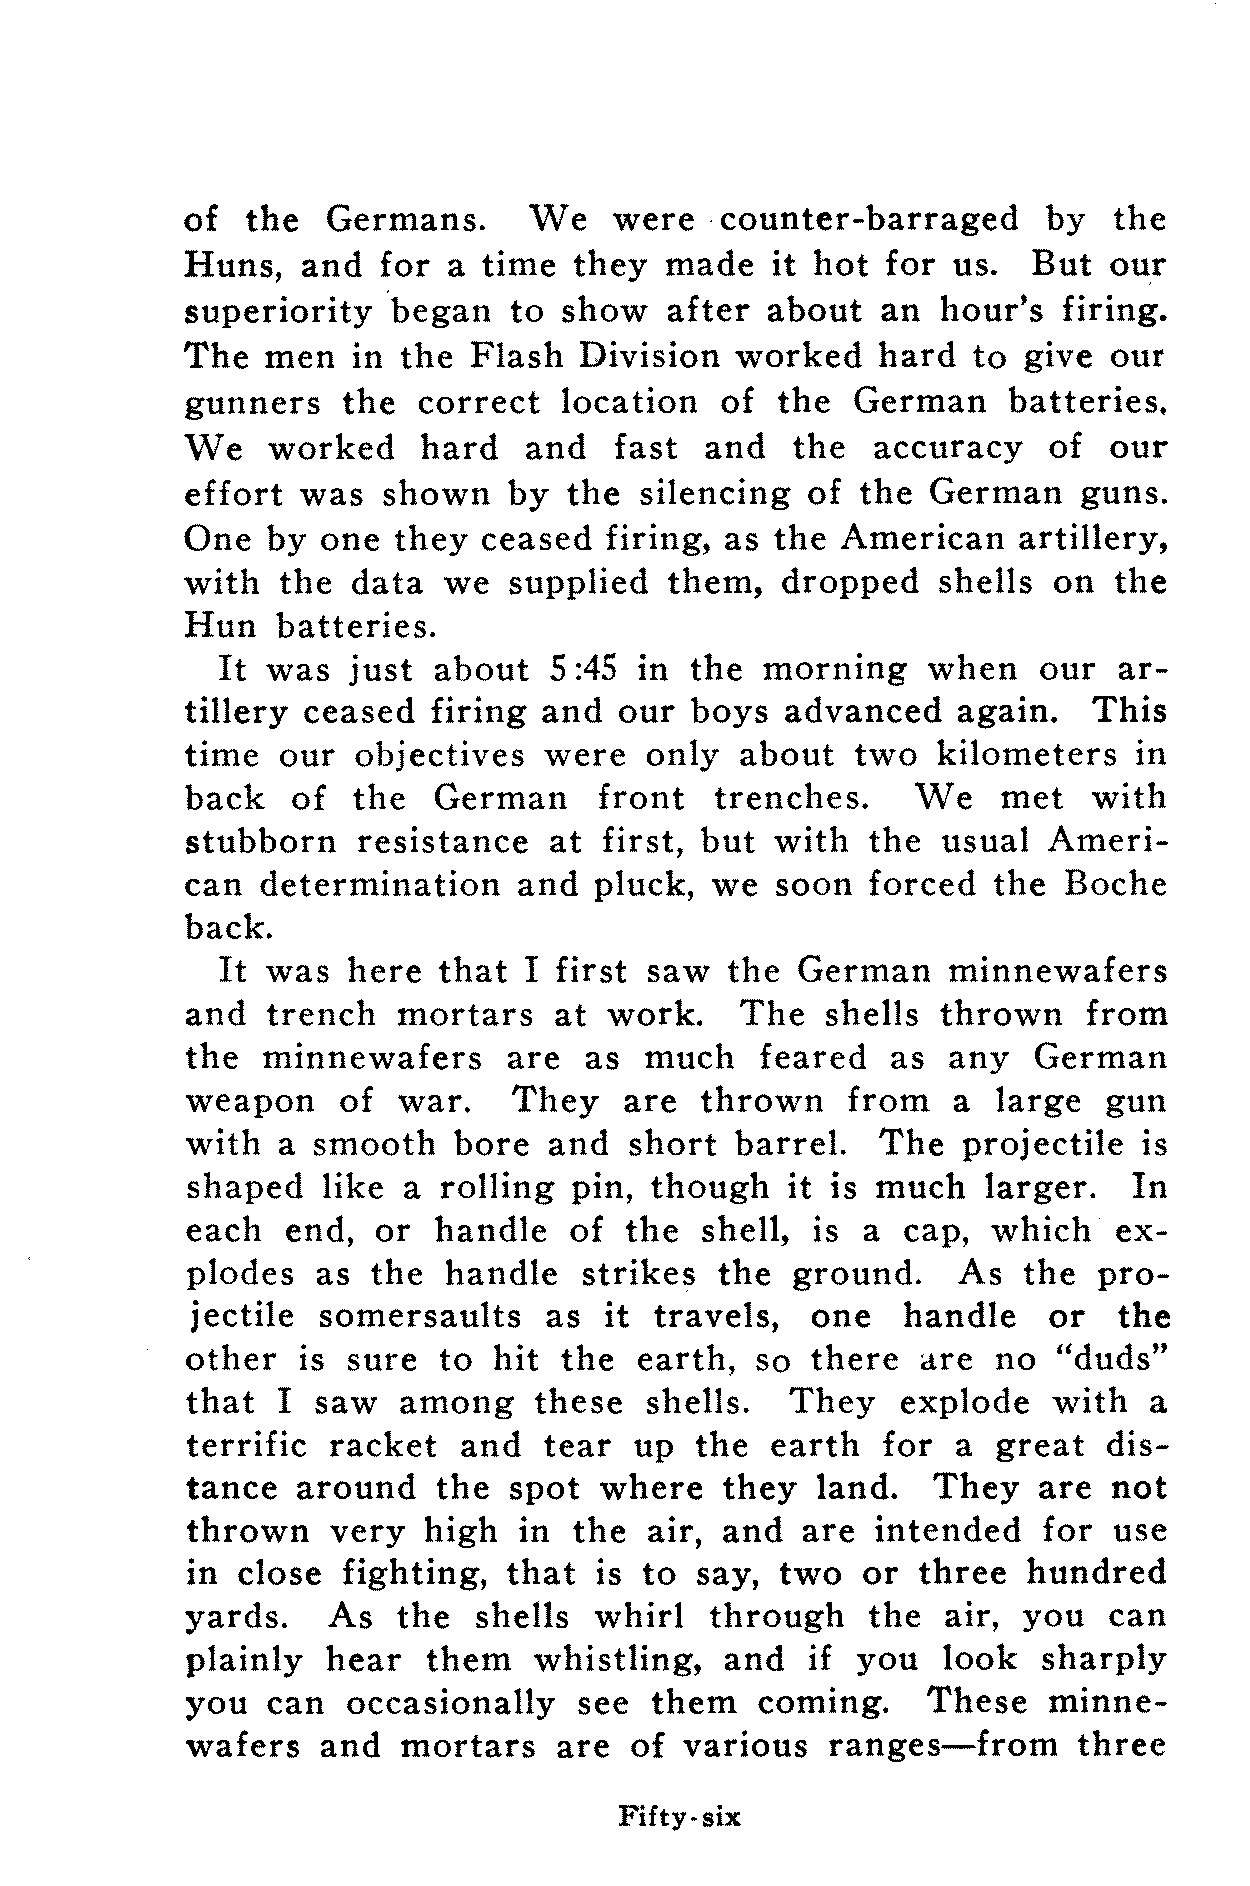 of the Germans. We were counter-barraged by the
Huns, and for a time they made it hot for us. But our
superiority began to show after about an hour's firing.
The men in the Flash Division worked hard to give our
gunners the correct location of the German batteries.
We worked hard and fast and the accuracy of our
effort was shown by the silencing of the German guns.
One by one they ceased firing, as the American artillery,
with the data we supplied them, dropped shells on the
Hun batteries.
It was just about 5:45 in the morning when our ar-
tillery ceased firing and our boys advanced again. This
time our objectives were only about two kilometers in
back of the German front trenches. We met with
stubborn resistance at first, but with the usual Ameri-
can determination and pluck, we soon forced the Boche
back.
It was here that I first saw the German minnewafers
and trench mortars at work. The shells thrown from
the minnewafers are as much feared as any German
weapon of war. They are thrown from a large gun
with a smooth bore and short barrel. The projectile is
shaped like a rolling pin, though it is much larger. In
each end, or handle of the shell, is a cap, which ex-
plodes as the handle strikes the ground. As the pro-
jectile somersaults as it travels, one handle or the
other is sure to hit the earth, so there are no "duds"
that I saw among these shells. They explode with a
terrific racket and tear up the earth for a great dis-
tance around the spot where they land. They are not
thrown very high in the air, and are intended for use
in close fighting, that is to say, two or three hundred
yards. As the shells whirl through the air, you can
plainly hear them whistling, and if you look sharply
you can occasionally see them coming. These minne-
wafers and mortars are of various ranges—from three
Fifty-six